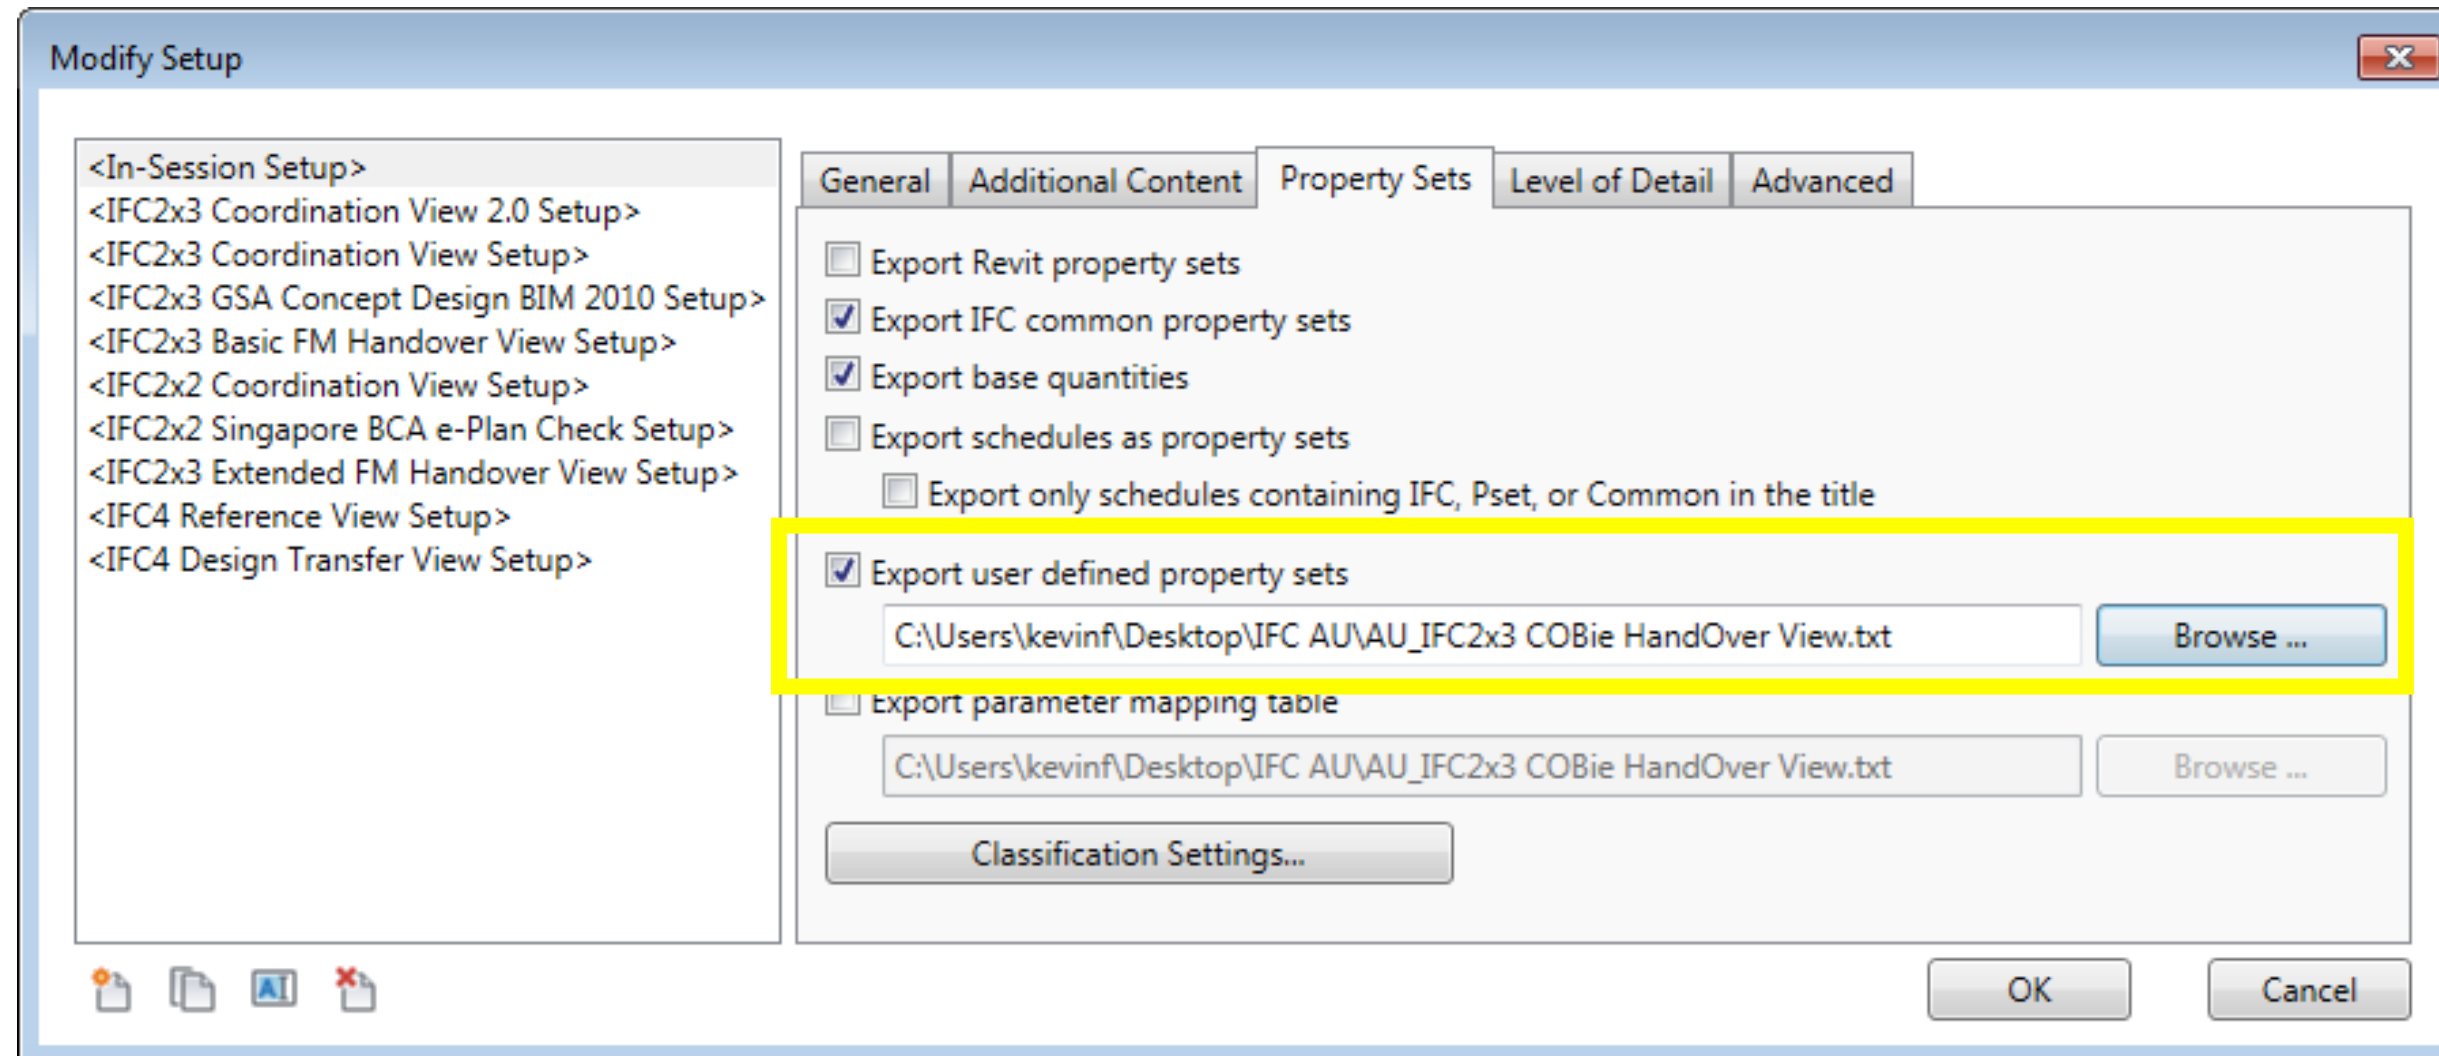 Modify Setup
<In-Session Setup>
<IFC2x3 Coordination View 2.0 Setup>
<IFC2x3 Coordination View Setup>
<IFC2x3 GSA Concept Design BIM 2010 Setup>
<IFC2x3 Basic FM Handover View Setup>
<IFC2x2 Coordination View Setup>
<IFC2x2 Singapore BCA e-Plan Check Setup>
<IFC2x3 Extended FM Handover View Setup>
<IFC4 Reference View Setup>
<IFC4 Design Transfer View Setup>
General Additional Content Property Sets Level of Detail Advanced
Export Revit property sets
Export IFC common property sets
Export base quantities
Export schedules as property sets
Export only schedules containing IFC, Pset, or Common in the title
Export user defined property sets
C:\Users\kevinf\Desktop\IFC AU\AU_IFC2x3 COBie HandOver View.txt Browse ...
Export parameter mapping table
C:\Users\kevinf\Desktop\IFC AU\AU_IFC2x3 COBie HandOver View.txt Browse ...
Classification Settings...
AI
OK Cancel